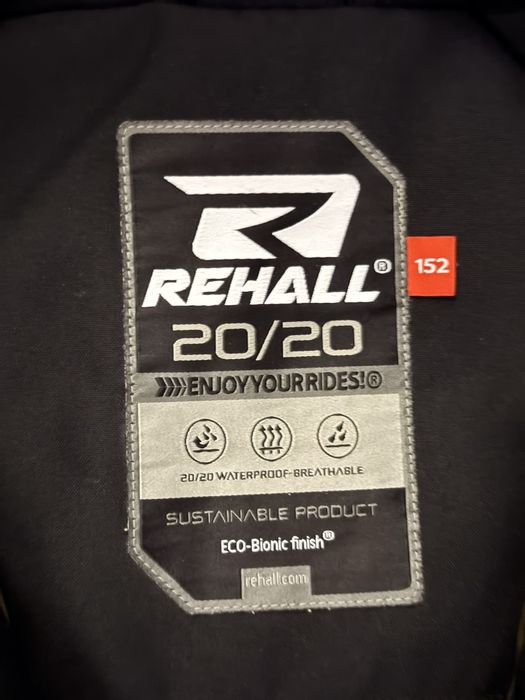 REHALL®
152
20/20
ENJOY YOUR RIDES!®
20/20 WATERPROOF-BREATHABLE
SUSTAINABLE PRODUCT
ECO-Bionic finish®
rehall.com